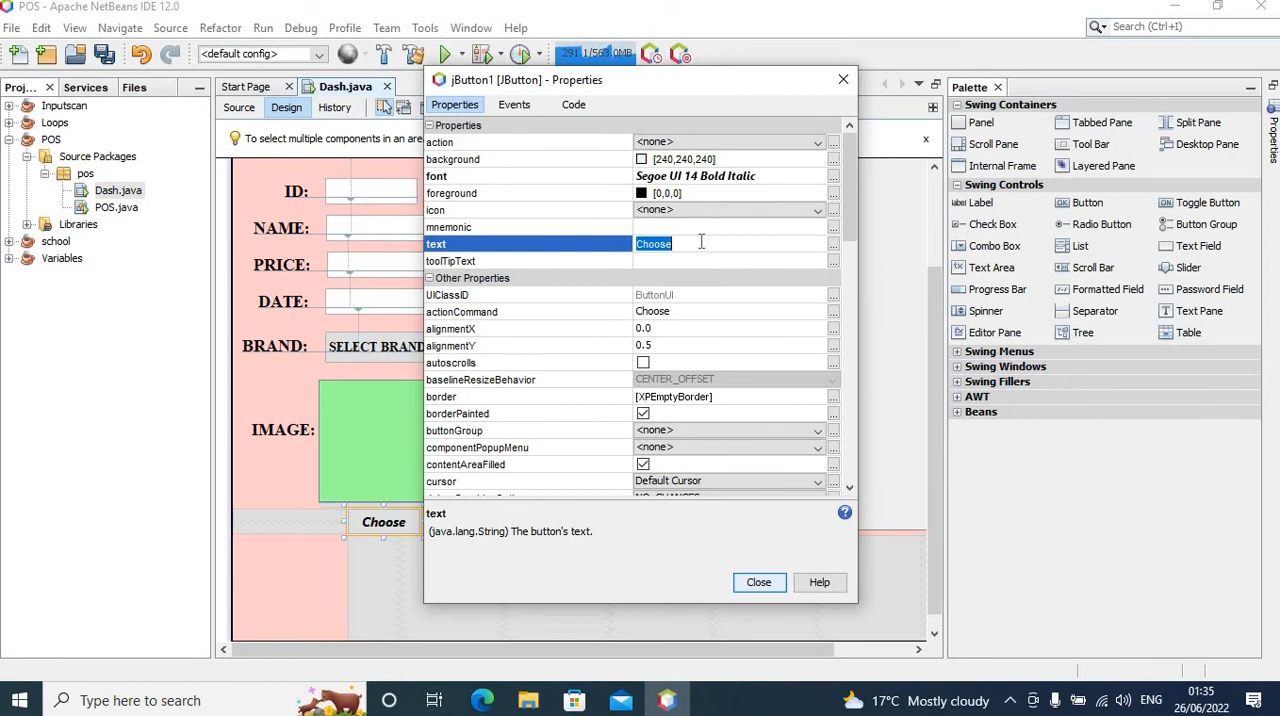 POS - Apache NetBeans IDE 12.0
File Edit View Navigate Source Refactor Run Debug Profile Team Tools Window Help
Search (Ctrl+I)
<default config>
291.1/563.0MB
Proj... Services Files
Start Page Dash.java
Source Design History
To select multiple components in an are
Inputscan
Loops
POS
Source Packages
pos
Dash.java
POS.java
Libraries
school
Variables
ID:
NAME:
PRICE:
DATE:
BRAND: SELECT BRAND
IMAGE:
Choose
jButton1 [JButton] - Properties
Properties Events Code
Properties
action <none>
background [240,240,240]
font Segoe UI 14 Bold Italic
foreground [0,0,0]
icon <none>
mnemonic
text Choose
toolTipText
Other Properties
UIClassID ButtonUI
actionCommand Choose
alignmentX 0.0
alignmentY 0.5
autoscrolls
baselineResizeBehavior CENTER_OFFSET
border [XPEmptyBorder]
borderPainted
buttonGroup <none>
componentPopupMenu <none>
contentAreaFilled
cursor Default Cursor
text
(java.lang.String) The button's text.
Close Help
Palette
Swing Containers
Panel Tabbed Pane Split Pane
Scroll Pane Tool Bar Desktop Pane
Internal Frame Layered Pane
Swing Controls
Label Button Toggle Button
Check Box Radio Button Button Group
Combo Box List Text Field
Text Area Scroll Bar Slider
Progress Bar Formatted Field Password Field
Spinner Separator Text Pane
Editor Pane Tree Table
Swing Menus
Swing Windows
Swing Fillers
AWT
Beans
Properties
Type here to search
17°C Mostly cloudy
ENG
01:35
26/06/2022